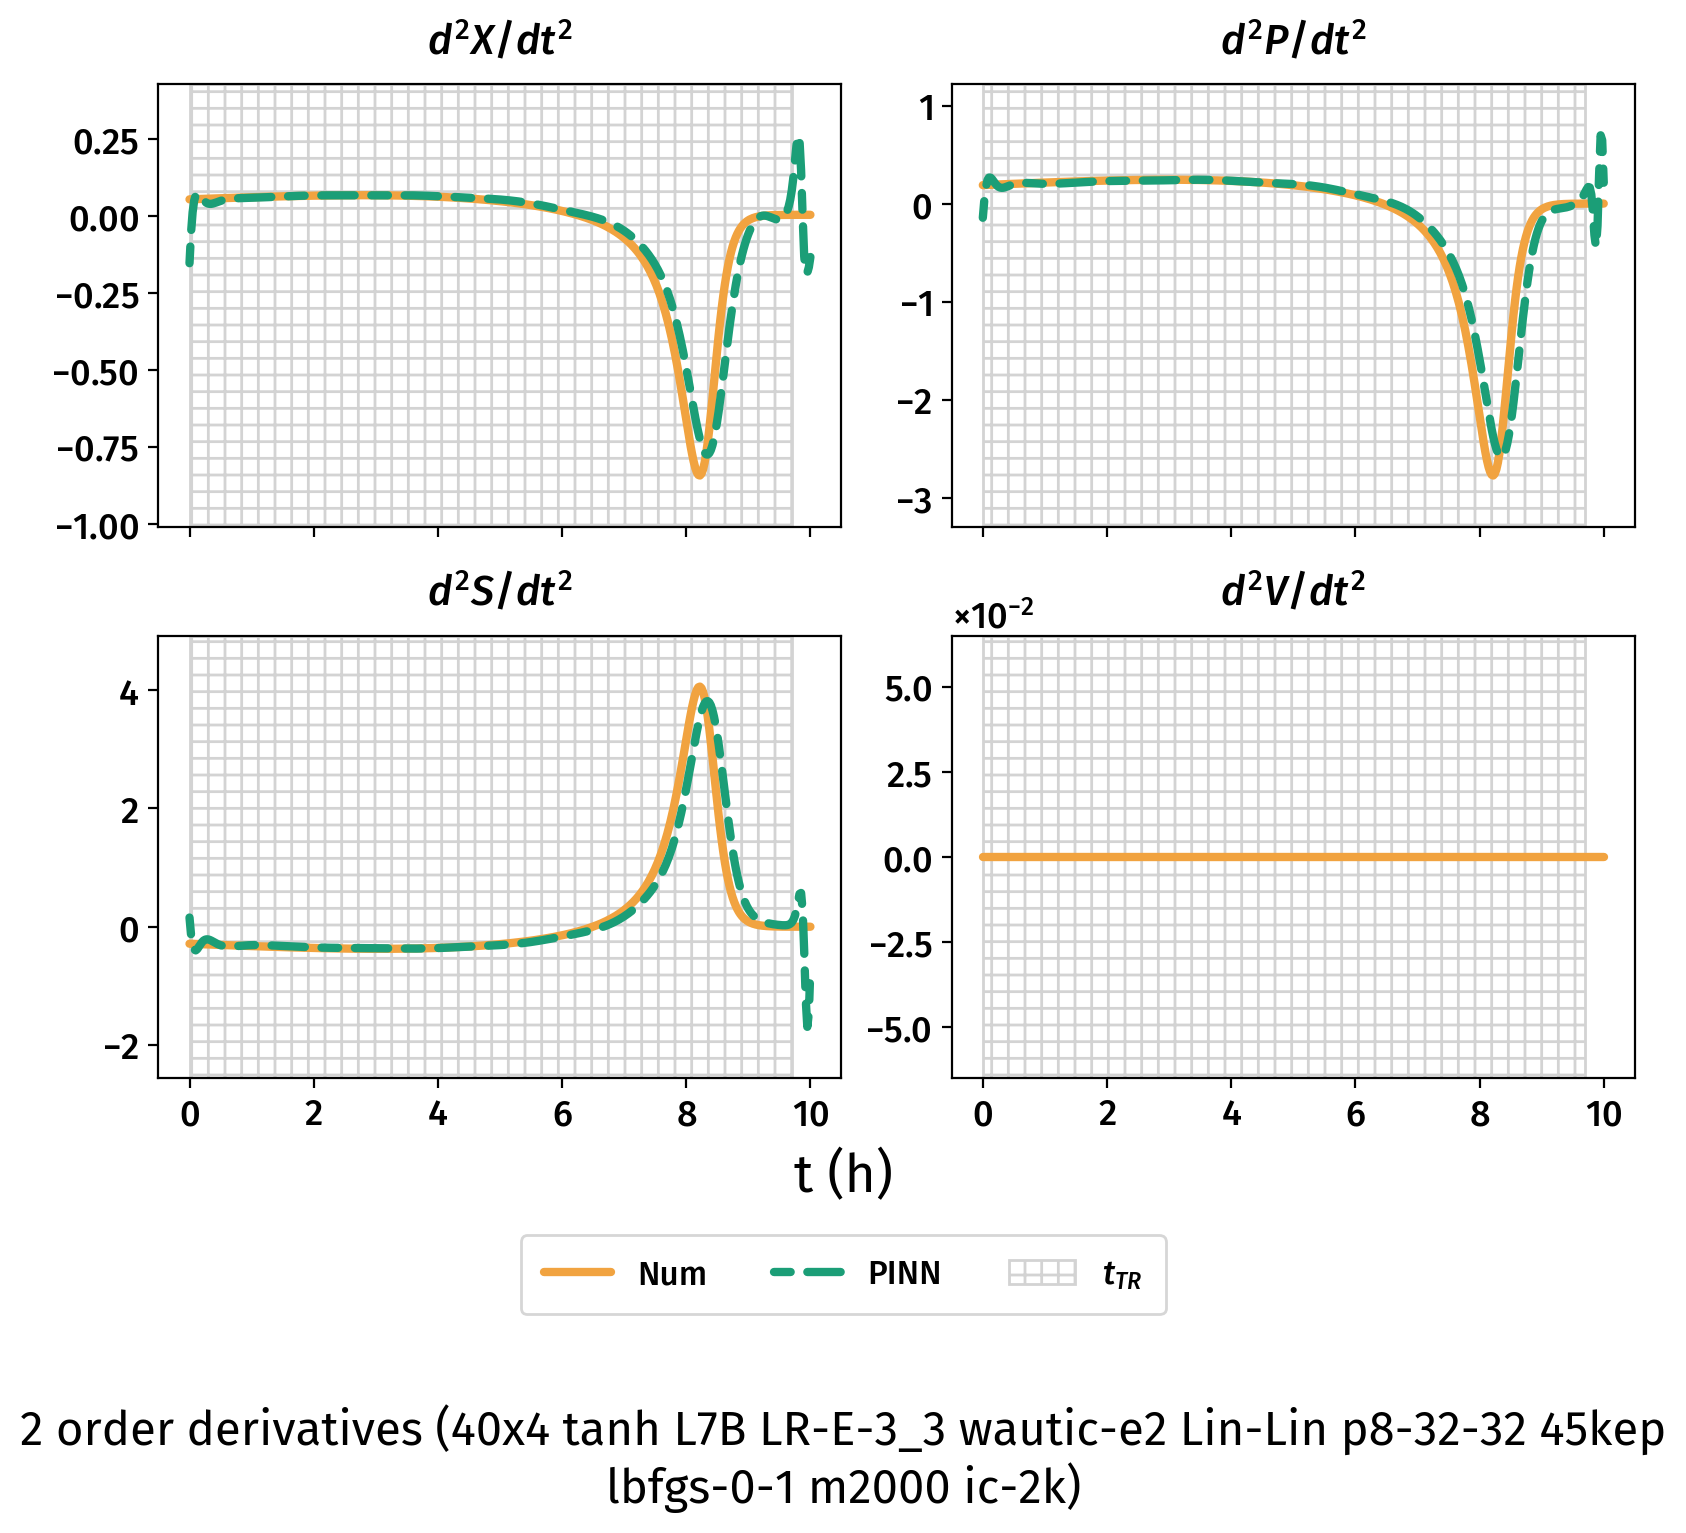 d²X/dt²
d²P/dt²
0.25
0.00
−0.25
−0.50
−0.75
−1.00
1
0
−1
−2
−3
d²S/dt²
d²V/dt²
×10⁻²
4
2
0
−2
0 2 4 6 8 10
5.0
2.5
0.0
−2.5
−5.0
0 2 4 6 8 10
t (h)
Num PINN t_TR
2 order derivatives (40x4 tanh L7B LR-E-3_3 wautic-e2 Lin-Lin p8-32-32 45kep
lbfgs-0-1 m2000 ic-2k)